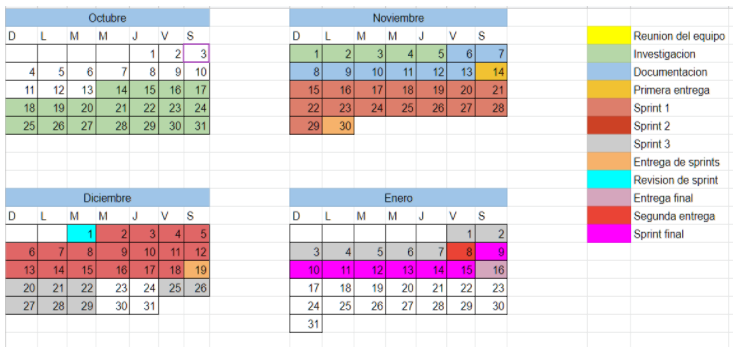 Octubre
D L M M J V S
1 2 3
4 5 6 7 8 9 10
11 12 13 14 15 16 17
18 19 20 21 22 23 24
25 26 27 28 29 30 31
Noviembre
D L M M J V S
1 2 3 4 5 6 7
8 9 10 11 12 13 14
15 16 17 18 19 20 21
22 23 24 25 26 27 28
29 30
Diciembre
D L M M J V S
1 2 3 4 5
6 7 8 9 10 11 12
13 14 15 16 17 18 19
20 21 22 23 24 25 26
27 28 29 30 31
Enero
D L M M J V S
1 2
3 4 5 6 7 8 9
10 11 12 13 14 15 16
17 18 19 20 21 22 23
24 25 26 27 28 29 30
31
Reunion del equipo
Investigacion
Documentacion
Primera entrega
Sprint 1
Sprint 2
Sprint 3
Entrega de sprints
Revision de sprint
Entrega final
Segunda entrega
Sprint final